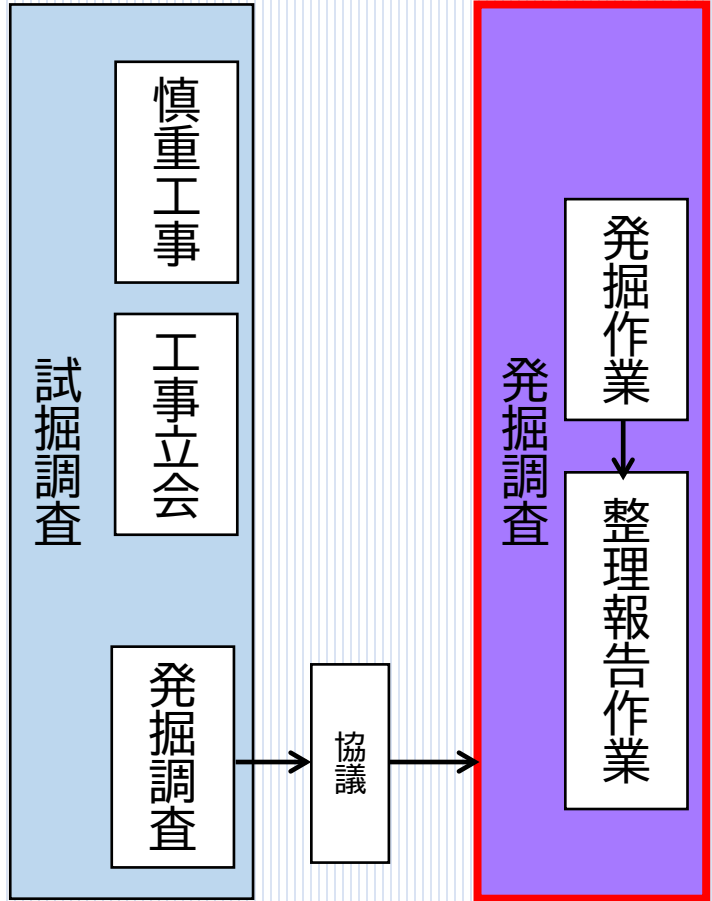 試掘調査
慎重工事
工事立会
発掘調査
協議
発掘調査
発掘作業
整理報告作業